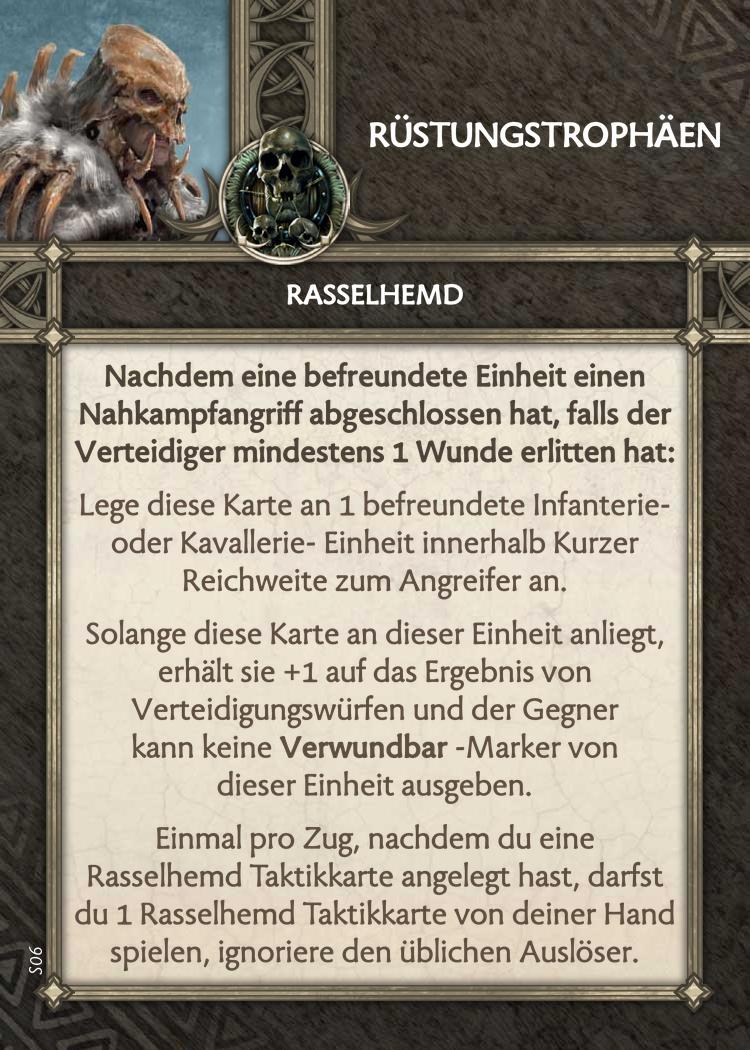 RÜSTUNGSTROPHÄEN
RASSELHEMD
Nachdem eine befreundete Einheit einen
Nahkampfangriff abgeschlossen hat, falls der
Verteidiger mindestens 1 Wunde erlitten hat:
Lege diese Karte an 1 befreundete Infanterie-
oder Kavallerie- Einheit innerhalb Kurzer
Reichweite zum Angreifer an.
Solange diese Karte an dieser Einheit anliegt,
erhält sie +1 auf das Ergebnis von
Verteidigungswürfen und der Gegner
kann keine Verwundbar -Marker von
dieser Einheit ausgeben.
Einmal pro Zug, nachdem du eine
Rasselhemd Taktikkarte angelegt hast, darfst
du 1 Rasselhemd Taktikkarte von deiner Hand
spielen, ignoriere den üblichen Auslöser.
S06